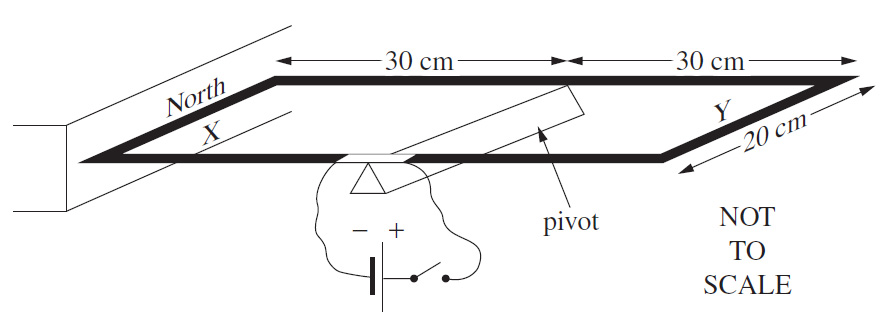 30 cm
30 cm
North
X
Y
20 cm
pivot
− +
NOT
TO
SCALE